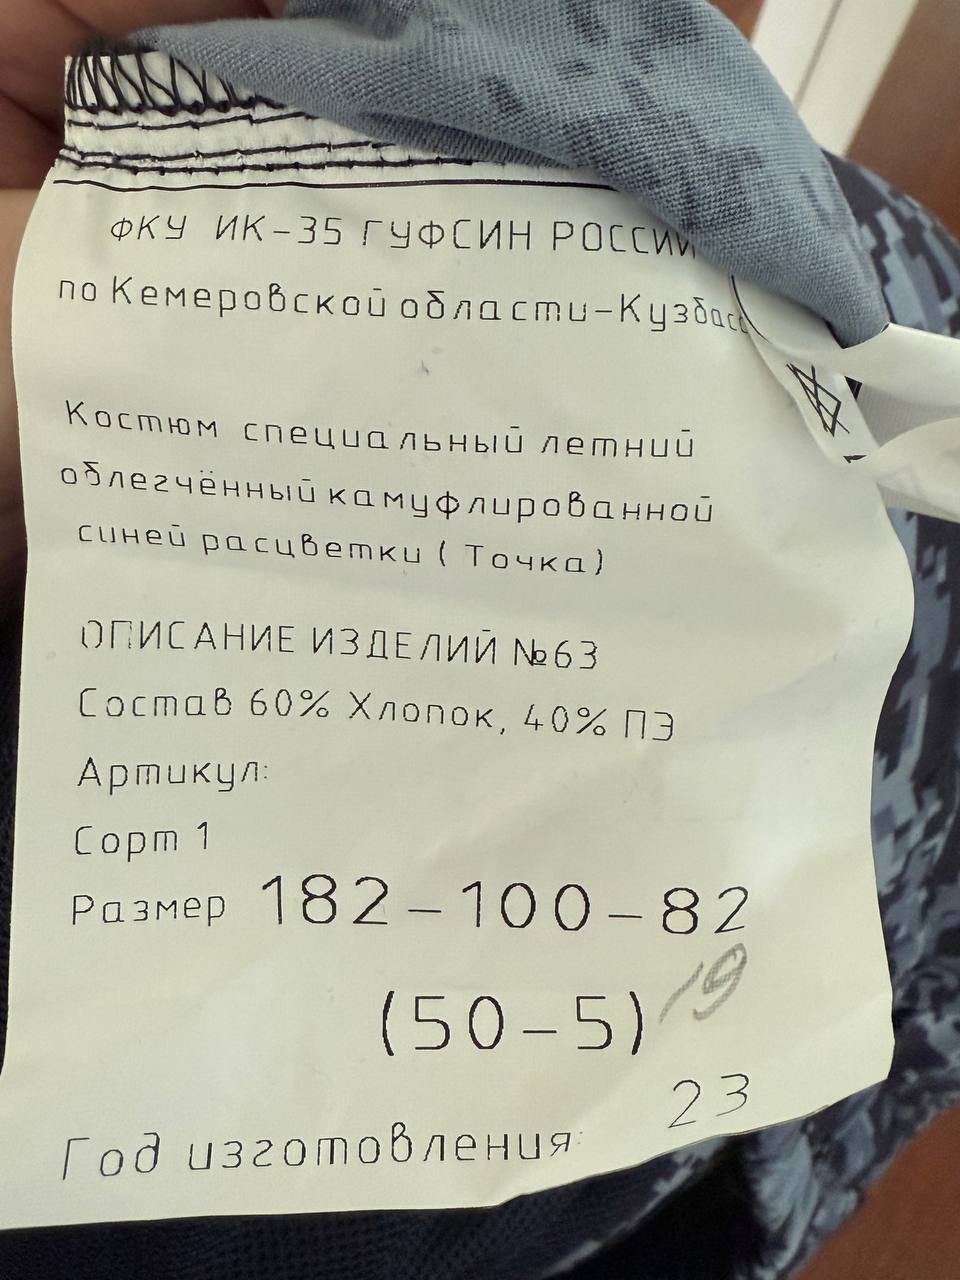 ФКУ ИК-35 ГУФСИН РОССИИ
по Кемеровской области-Кузбасс
Костюм специальный летний
облегчённый камуфлированной
синей расцветки ( Точка)
ОПИСАНИЕ ИЗДЕЛИЙ №63
Состав 60% Хлопок, 40% ПЭ
Артикул:
Сорт 1
Размер 182-100-82
(50-5)
19
23
Год изготовления: